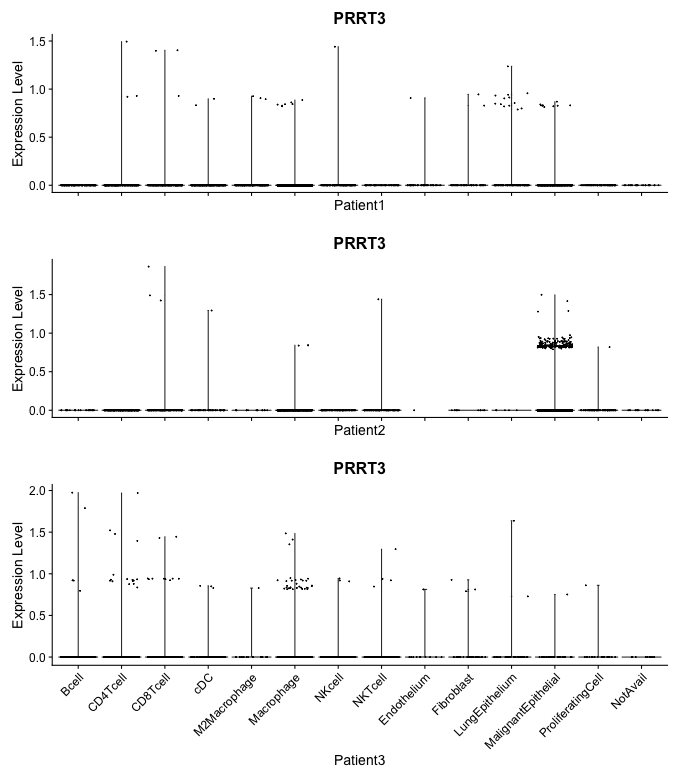 PRRT3
1.5
1.0
0.5
0.0
Expression Level
Patient1
PRRT3
1.5
1.0
0.5
0.0
Expression Level
Patient2
PRRT3
2.0
1.5
1.0
0.5
0.0
Expression Level
Bcell
CD4Tcell
CD8Tcell
cDC
M2Macrophage
Macrophage
NKcell
NKTcell
Endothelium
Fibroblast
LungEpithelium
MalignantEpithelial
ProliferatingCell
NotAvail
Patient3